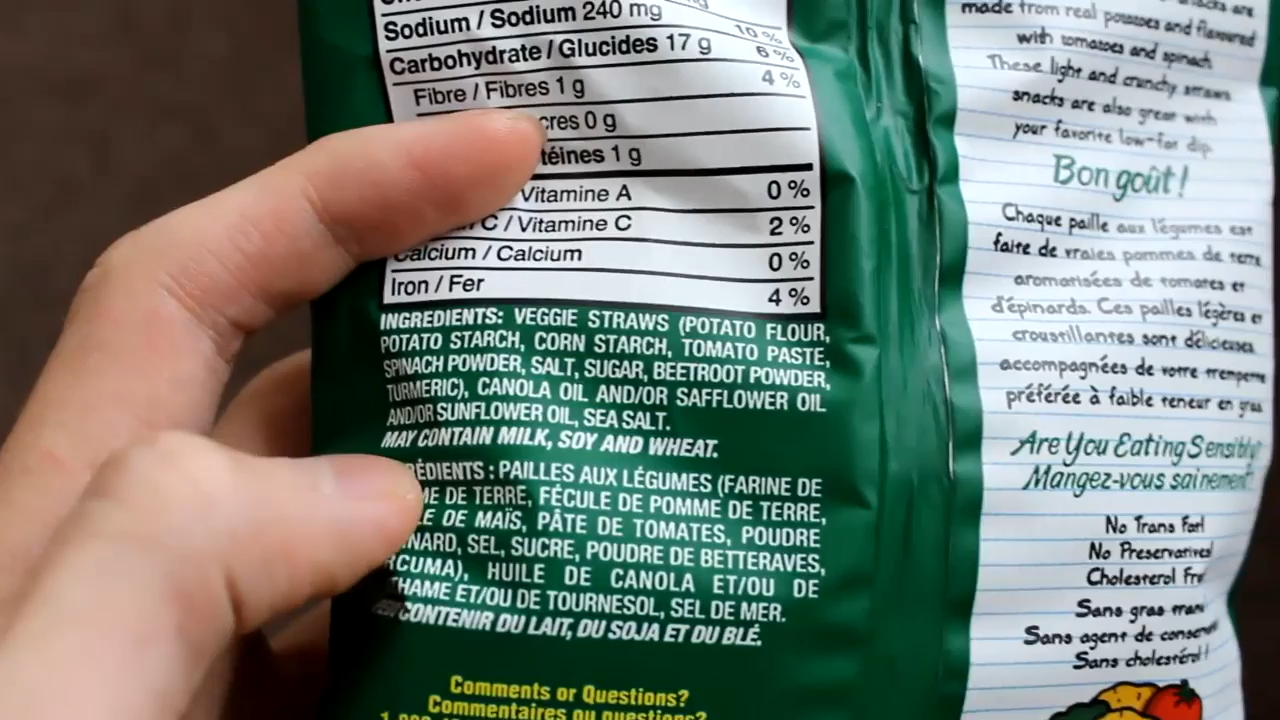 Sodium / Sodium 240 mg
10 %
Carbohydrate / Glucides 17 g
6 %
Fibre / Fibres 1 g
4 %
cres 0 g
téines 1 g
Vitamine A
0 %
C / Vitamine C
2 %
Calcium / Calcium
0 %
Iron / Fer
4 %
INGREDIENTS: VEGGIE STRAWS (POTATO FLOUR,
POTATO STARCH, CORN STARCH, TOMATO PASTE,
SPINACH POWDER, SALT, SUGAR, BEETROOT POWDER,
TURMERIC), CANOLA OIL AND/OR SAFFLOWER OIL
AND/OR SUNFLOWER OIL, SEA SALT.
MAY CONTAIN MILK, SOY AND WHEAT.
RÉDIENTS : PAILLES AUX LÉGUMES (FARINE DE
ME DE TERRE, FÉCULE DE POMME DE TERRE,
LE DE MAÏS, PÂTE DE TOMATES, POUDRE
NARD, SEL, SUCRE, POUDRE DE BETTERAVES,
RCUMA), HUILE DE CANOLA ET/OU DE
THAME ET/OU DE TOURNESOL, SEL DE MER.
CONTENIR DU LAIT, DU SOJA ET DU BLÉ.
Comments or Questions?
Commentaires ou questions?
made from real potatoes and flavoured
with tomatoes and spinach
These light and crunchy straws
snacks are also great with
your favorite low-fat dip.
Bon goût !
Chaque paille aux légumes est
faite de vraies pommes de terre
aromatisées de tomates et
d'épinards. Ces pailles légères et
croustillantes sont délicieuses
accompagnées de votre trempette
préférée à faible teneur en gras
Are You Eating Sensibly
Mangez-vous sainement
No Trans Fat!
No Preservatives!
Cholesterol Fre
Sans gras trans
Sans agent de conserv
Sans cholestérol !